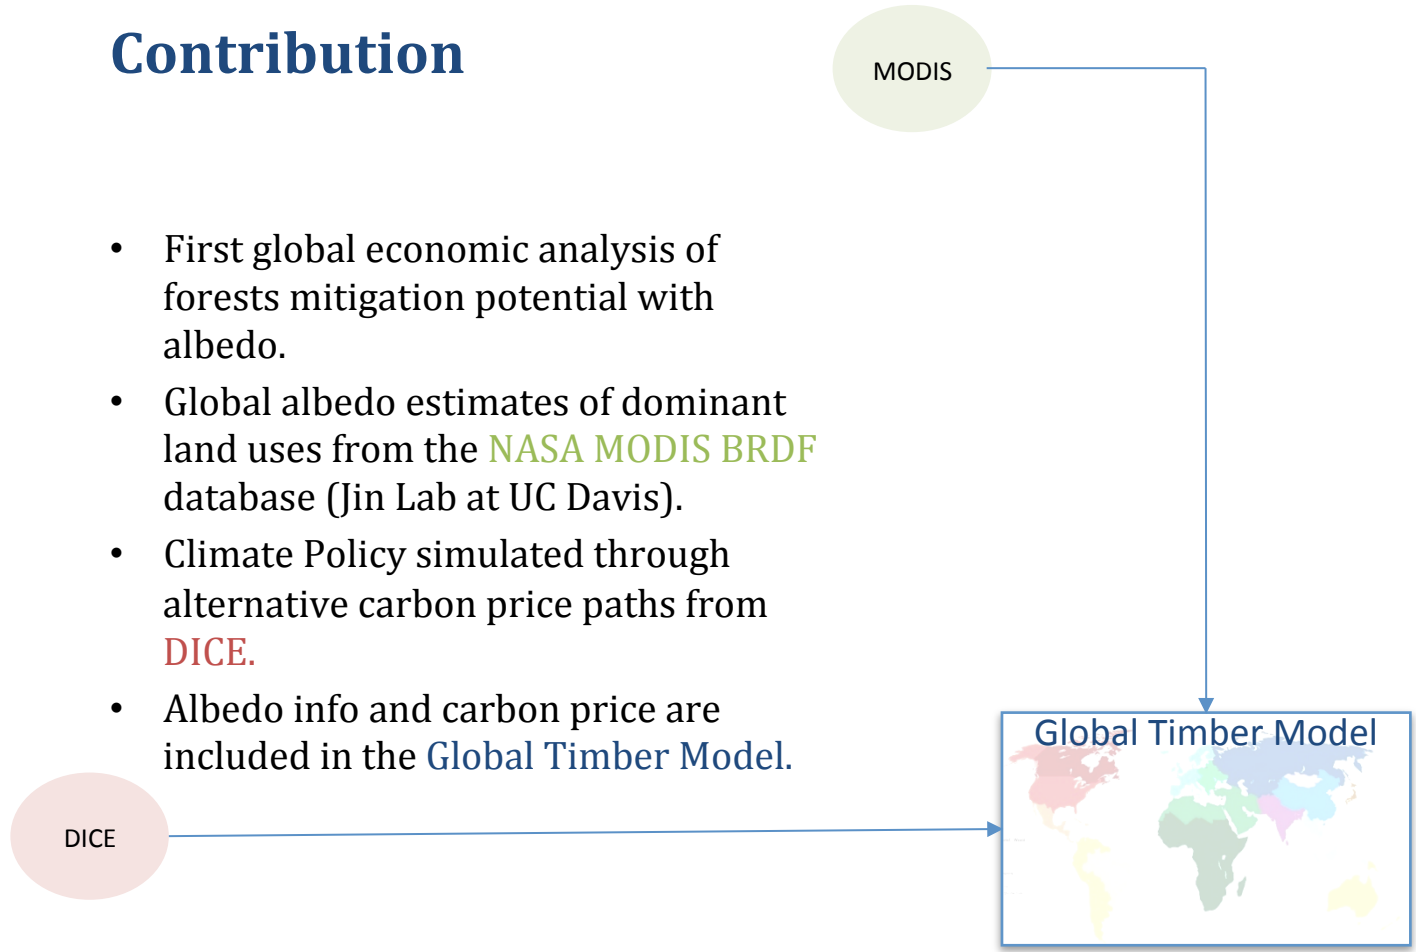 Contribution
MODIS
• First global economic analysis of
forests mitigation potential with
albedo.
• Global albedo estimates of dominant
land uses from the NASA MODIS BRDF
database (Jin Lab at UC Davis).
• Climate Policy simulated through
alternative carbon price paths from
DICE.
• Albedo info and carbon price are
included in the Global Timber Model.
Global Timber Model
DICE